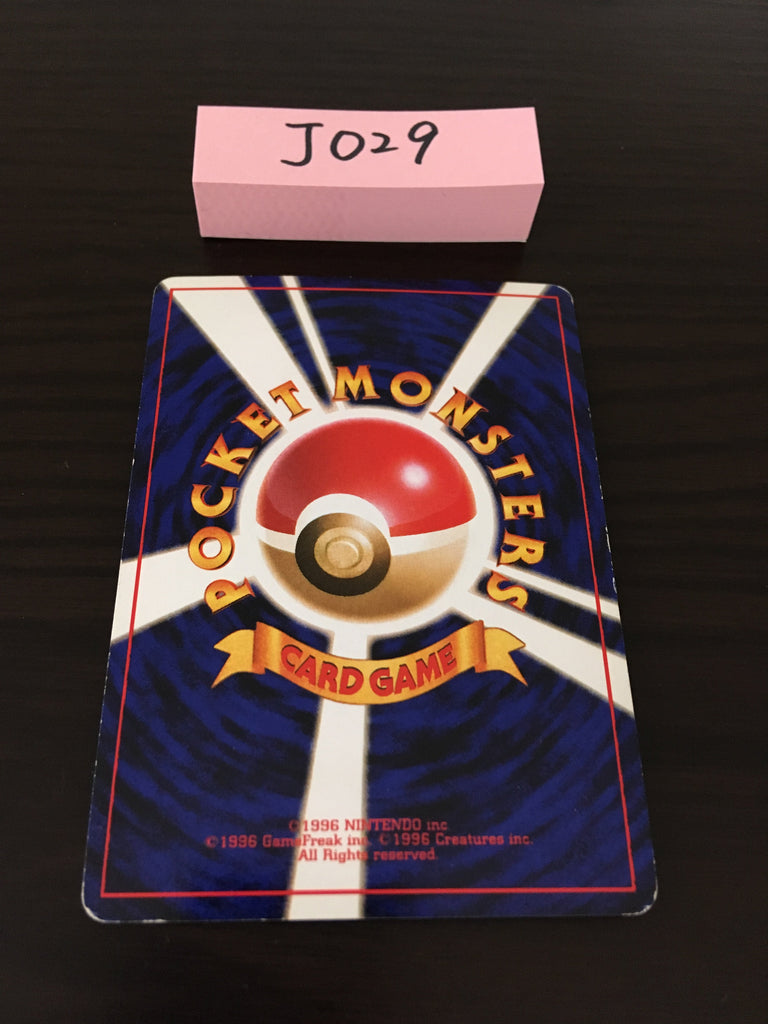 J029
POCKET MONSTERS
CARD GAME
©1996 NINTENDO inc.
©1996 GameFreak inc. ©1996 Creatures inc.
All Rights reserved.